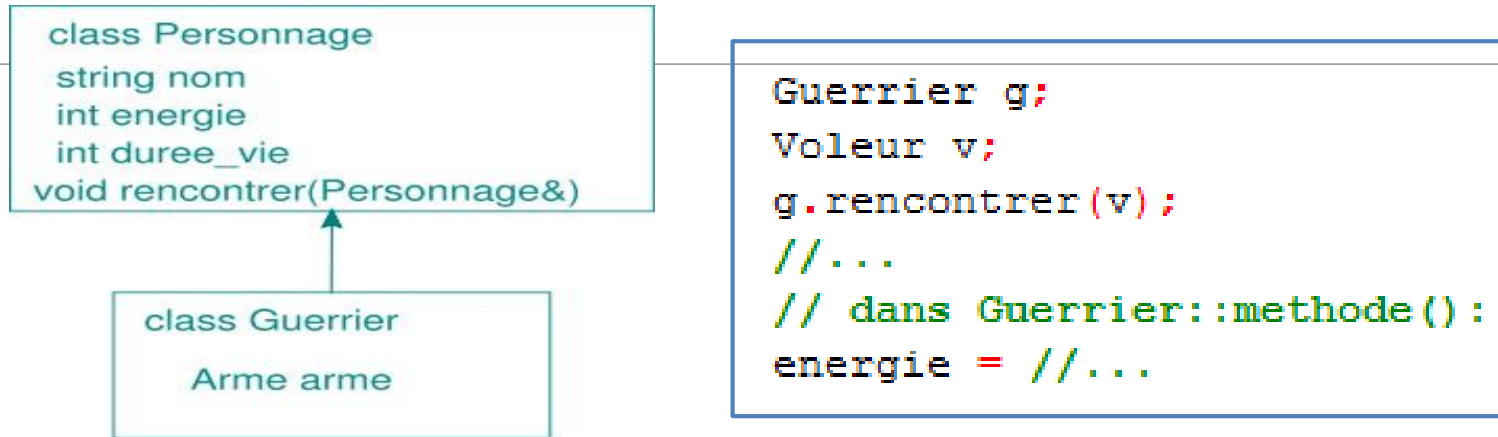 class Personnage
string nom
int energie
int duree_vie
void rencontrer(Personnage&)
class Guerrier
Arme arme
Guerrier g;
Voleur v;
g.rencontrer(v);
//...
// dans Guerrier::methode():
energie = //...